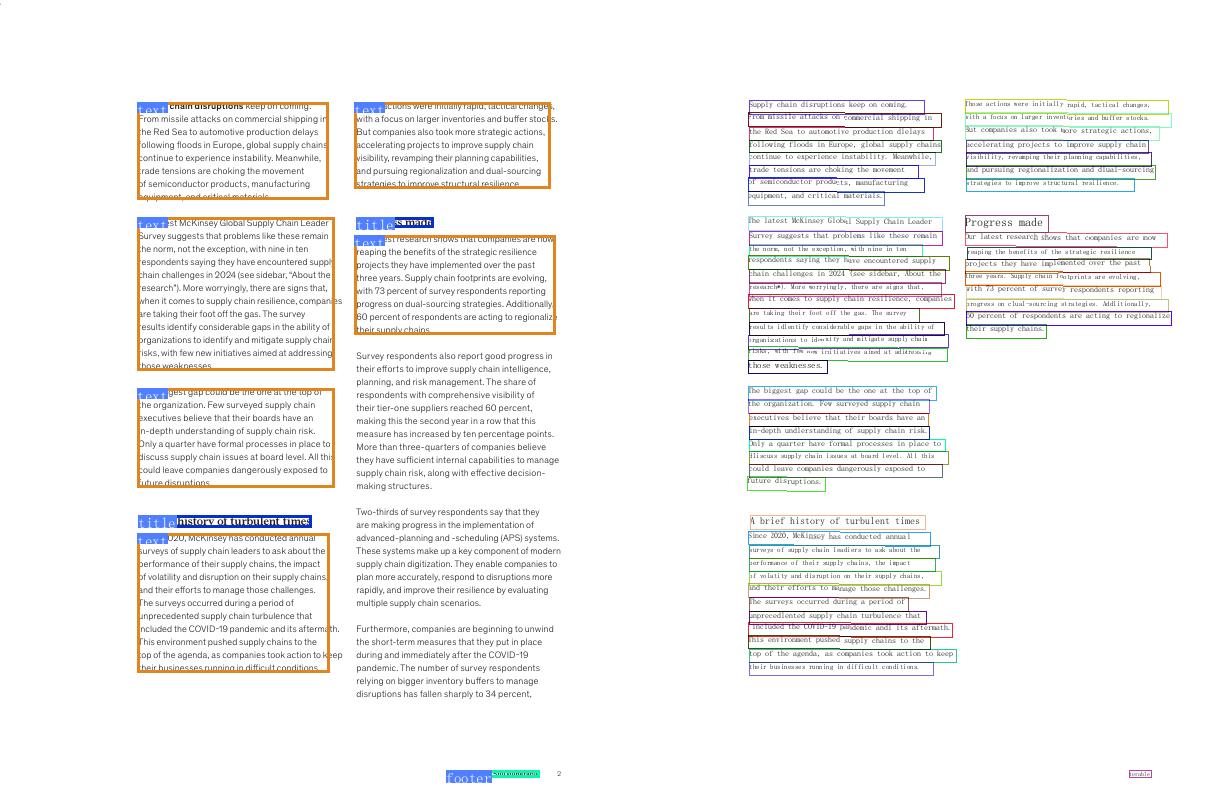 text chain disruptions keep on coming.
From missile attacks on commercial shipping in
the Red Sea to automotive production delays
following floods in Europe, global supply chains
continue to experience instability. Meanwhile,
trade tensions are choking the movement
of semiconductor products, manufacturing
equipment, and critical materials.
text est McKinsey Global Supply Chain Leader
Survey suggests that problems like these remain
the norm, not the exception, with nine in ten
respondents saying they have encountered supply
chain challenges in 2024 (see sidebar, “About the
research”). More worryingly, there are signs that,
when it comes to supply chain resilience, companies
are taking their foot off the gas. The survey
results identify considerable gaps in the ability of
organizations to identify and mitigate supply chain
risks, with few new initiatives aimed at addressing
those weaknesses.
text gest gap could be the one at the top of
the organization. Few surveyed supply chain
executives believe that their boards have an
in-depth understanding of supply chain risk.
Only a quarter have formal processes in place to
discuss supply chain issues at board level. All this
could leave companies dangerously exposed to
future disruptions.
title history of turbulent times
text 020, McKinsey has conducted annual
surveys of supply chain leaders to ask about the
performance of their supply chains, the impact
of volatility and disruption on their supply chains,
and their efforts to manage those challenges.
The surveys occurred during a period of
unprecedented supply chain turbulence that
included the COVID-19 pandemic and its aftermath.
This environment pushed supply chains to the
top of the agenda, as companies took action to keep
their businesses running in difficult conditions.
text ctions were initially rapid, tactical changes,
with a focus on larger inventories and buffer stocks.
But companies also took more strategic actions,
accelerating projects to improve supply chain
visibility, revamping their planning capabilities,
and pursuing regionalization and dual-sourcing
strategies to improve structural resilience.
title s made
text est research shows that companies are now
reaping the benefits of the strategic resilience
projects they have implemented over the past
three years. Supply chain footprints are evolving,
with 73 percent of survey respondents reporting
progress on dual-sourcing strategies. Additionally,
60 percent of respondents are acting to regionalize
their supply chains.
Survey respondents also report good progress in
their efforts to improve supply chain intelligence,
planning, and risk management. The share of
respondents with comprehensive visibility of
their tier-one suppliers reached 60 percent,
making this the second year in a row that this
measure has increased by ten percentage points.
More than three-quarters of companies believe
they have sufficient internal capabilities to manage
supply chain risk, along with effective decision-
making structures.
Two-thirds of survey respondents say that they
are making progress in the implementation of
advanced-planning and -scheduling (APS) systems.
These systems make up a key component of modern
supply chain digitization. They enable companies to
plan more accurately, respond to disruptions more
rapidly, and improve their resilience by evaluating
multiple supply chain scenarios.
Furthermore, companies are beginning to unwind
the short-term measures that they put in place
during and immediately after the COVID-19
pandemic. The number of survey respondents
relying on bigger inventory buffers to manage
disruptions has fallen sharply to 34 percent,
footer
2
Supply chain disruptions keep on coming.
From missile attacks on commercial shipping in
the Red Sea to automotive production dlelays
following floods in Europe, global supply chains
continue to experience instability. Meanwhile,
trade tensions are choking the movement
of semiconductor products, manufacturing
equipment, and critical materials.
The latest McKinsey Global Supply Chain Leader
Survey suggests that problems like these remain
the norm, not the exception, with nine in ten
respondents saying they have encountered supply
chain challenges in 2024 (see sidebar, About the
research•). More worryingly, there are signs that,
when it comes to supply chain resilience, companies
are taking their foot off the gas. The survey
results idlentify considerable gaps in the ability of
organizations to identify and mitigate supply chain
risks, with few new initiatives aimed at addressing
those weaknesses.
The biggest gap could be the one at the top of
the organization. Few surveyed supply chain
executives believe that their boards have an
in-depth undlerstanding of supply chain risk.
Only a quarter have formal processes in place to
dliscuss supply chain issues at board level. All this
could leave companies dangerously exposed to
future disruptions.
A brief history of turbulent times
Since 2020, McKinsey has conducted annual
surveys of supply chain leadlers to ask about the
performance of their supply chains, the impact
of volatity and disruption on their supply chains,
and their efforts to manage those challenges.
The surveys occurred during a period of
unprecedliented supply chain turbulence that
included the COVID-19 pandemic andi its aftermath.
This environment pushed supply chains to the
top of the agenda, as companies took action to keep
their businesses running in difficult conditions.
Those actions were initially rapid, tactical changes,
with a focus on larger inventories and buffer stocks.
But companies also took more strategic actions,
accelerating projects to improve supply chain
visibility, revamping their planning capabilities,
and pursuing regionalization and dlual-sourcing
strategies to improve structural resilience.
Progress made
Our latest research shows that companies are now
reaping the benefits of the strategic resilience
projects they have implemented over the past
three years. Supply chain footprints are evolving,
with 73 percent of survey respondents reporting
progress on clual-sourcing strategies. Additionally,
60 percent of respondents are acting to regionalize
their supply chains.